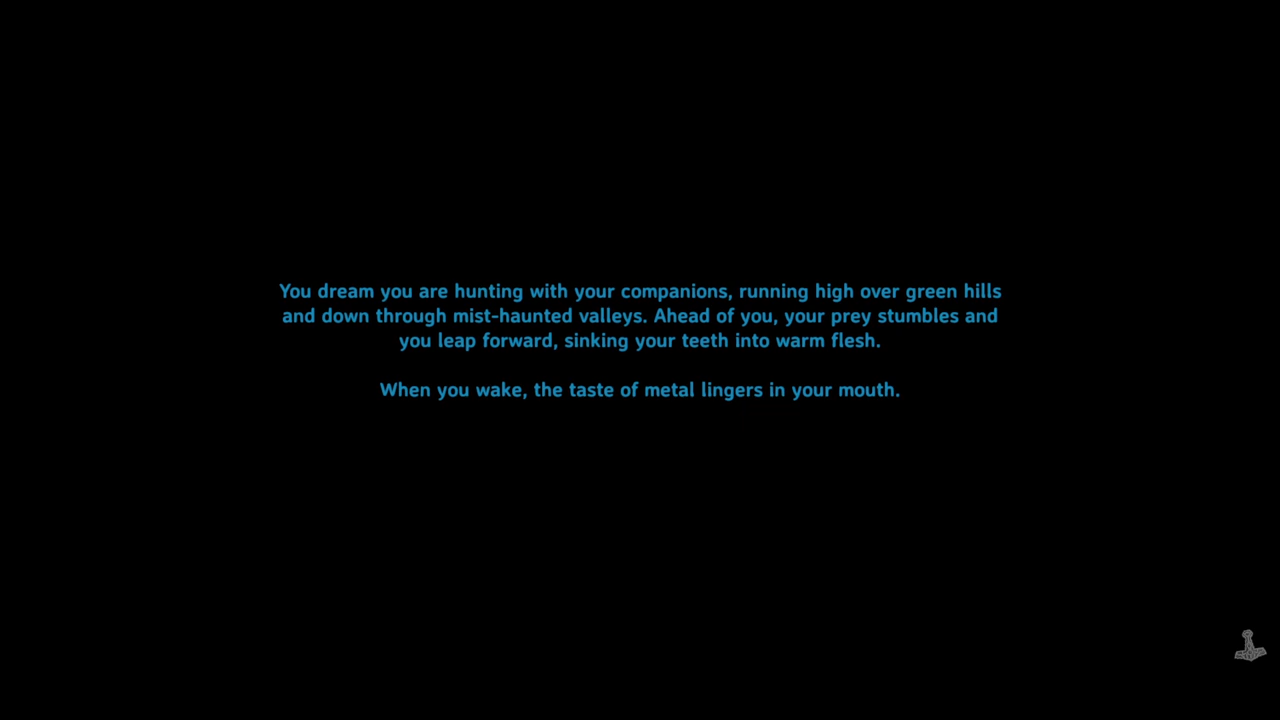 You dream you are hunting with your companions, running high over green hills
and down through mist-haunted valleys. Ahead of you, your prey stumbles and
you leap forward, sinking your teeth into warm flesh.
When you wake, the taste of metal lingers in your mouth.